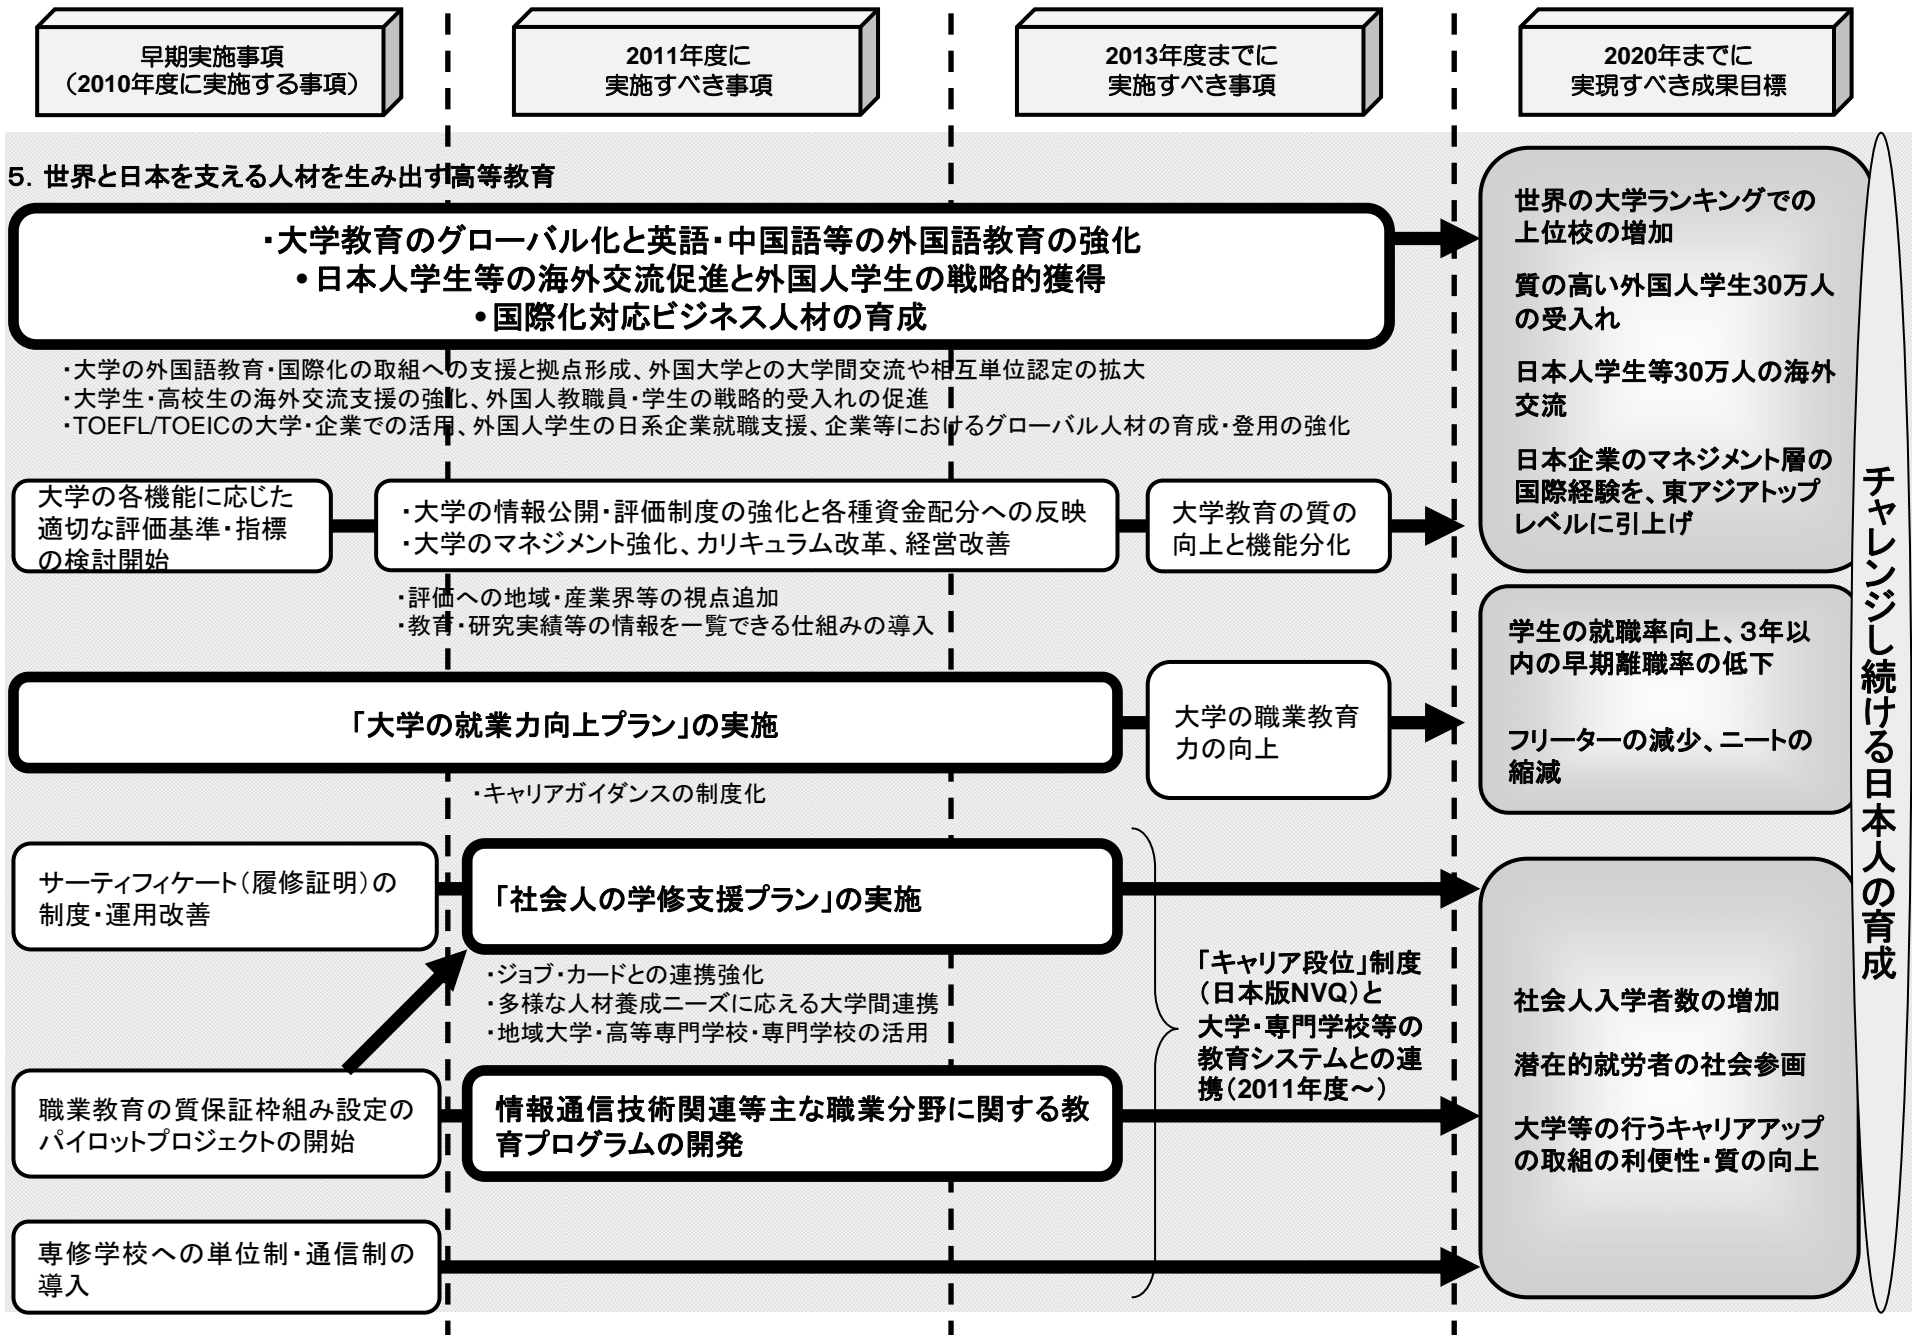 早期実施事項
（2010年度に実施する事項）
2011年度に
実施すべき事項
2013年度までに
実施すべき事項
2020年までに
実現すべき成果目標
5．世界と日本を支える人材を生み出す高等教育
・大学教育のグローバル化と英語・中国語等の外国語教育の強化
•日本人学生等の海外交流促進と外国人学生の戦略的獲得
•国際化対応ビジネス人材の育成
・大学の外国語教育・国際化の取組への支援と拠点形成、外国大学との大学間交流や相互単位認定の拡大
・大学生・高校生の海外交流支援の強化、外国人教職員・学生の戦略的受入れの促進
・TOEFL/TOEICの大学・企業での活用、外国人学生の日系企業就職支援、企業等におけるグローバル人材の育成・登用の強化
世界の大学ランキングでの
上位校の増加
質の高い外国人学生30万人
の受入れ
日本人学生等30万人の海外
交流
日本企業のマネジメント層の
国際経験を、東アジアトップ
レベルに引上げ
大学の各機能に応じた
適切な評価基準・指標
の検討開始
・大学の情報公開・評価制度の強化と各種資金配分への反映
・大学のマネジメント強化、カリキュラム改革、経営改善
大学教育の質の
向上と機能分化
・評価への地域・産業界等の視点追加
・教育・研究実績等の情報を一覧できる仕組みの導入
「大学の就業力向上プラン」の実施
大学の職業教育
力の向上
・キャリアガイダンスの制度化
学生の就職率向上、３年以
内の早期離職率の低下
フリーターの減少、ニートの
縮減
サーティフィケート（履修証明）の
制度・運用改善
「社会人の学修支援プラン」の実施
・ジョブ・カードとの連携強化
・多様な人材養成ニーズに応える大学間連携
・地域大学・高等専門学校・専門学校の活用
職業教育の質保証枠組み設定の
パイロットプロジェクトの開始
情報通信技術関連等主な職業分野に関する教
育プログラムの開発
専修学校への単位制・通信制の
導入
「キャリア段位」制度
（日本版NVQ）と
大学・専門学校等の
教育システムとの連
携（2011年度～）
社会人入学者数の増加
潜在的就労者の社会参画
大学等の行うキャリアアップ
の取組の利便性・質の向上
チャレンジし続ける日本人の育成